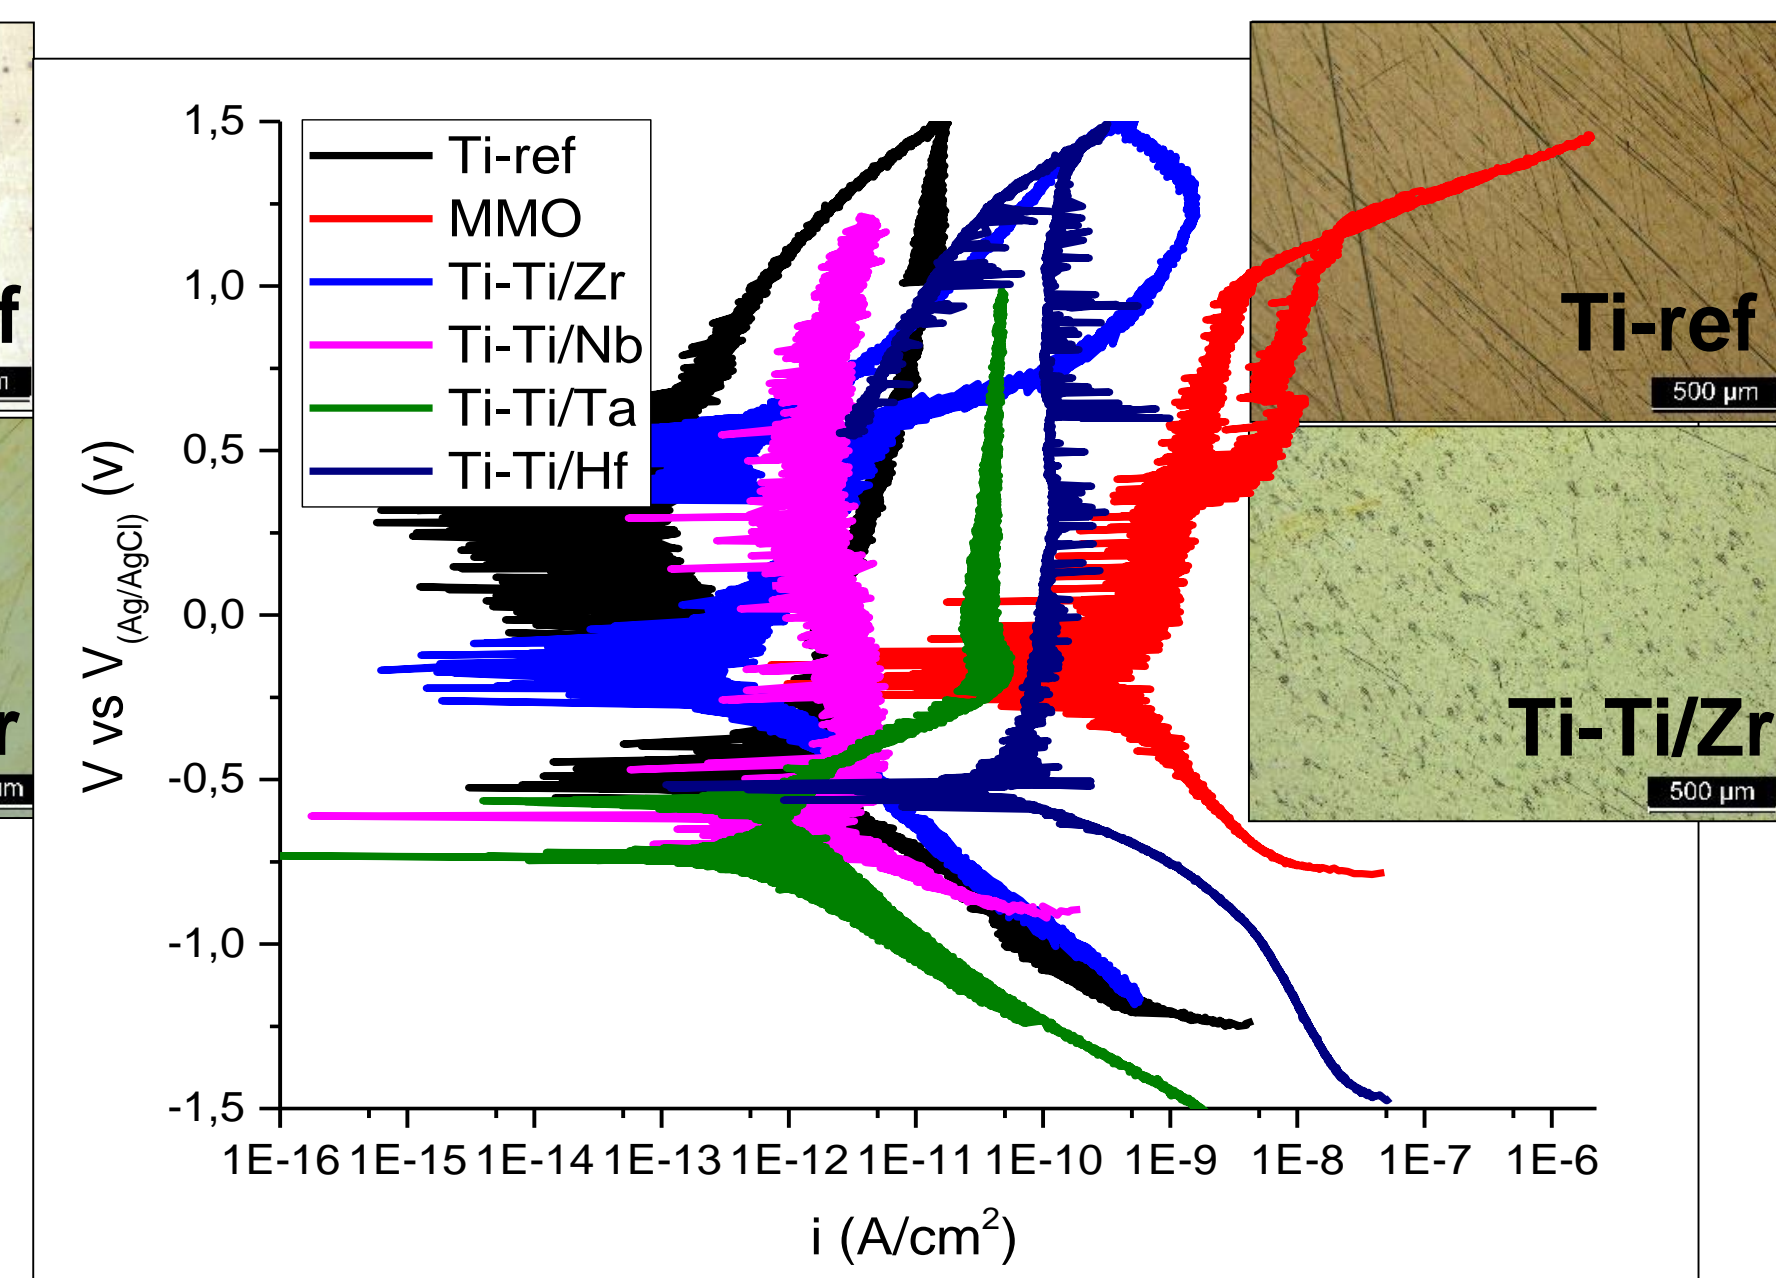 Ti-ref
MMO
Ti-Ti/Zr
Ti-Ti/Nb
Ti-Ti/Ta
Ti-Ti/Hf
1,5
1,0
0,5
0,0
-0,5
-1,0
-1,5
V vs V(Ag/AgCl) (v)
1E-16 1E-15 1E-14 1E-13 1E-12 1E-11 1E-10 1E-9 1E-8 1E-7 1E-6
i (A/cm²)
Ti-ref
500 µm
Ti-Ti/Zr
500 µm
f
r
m